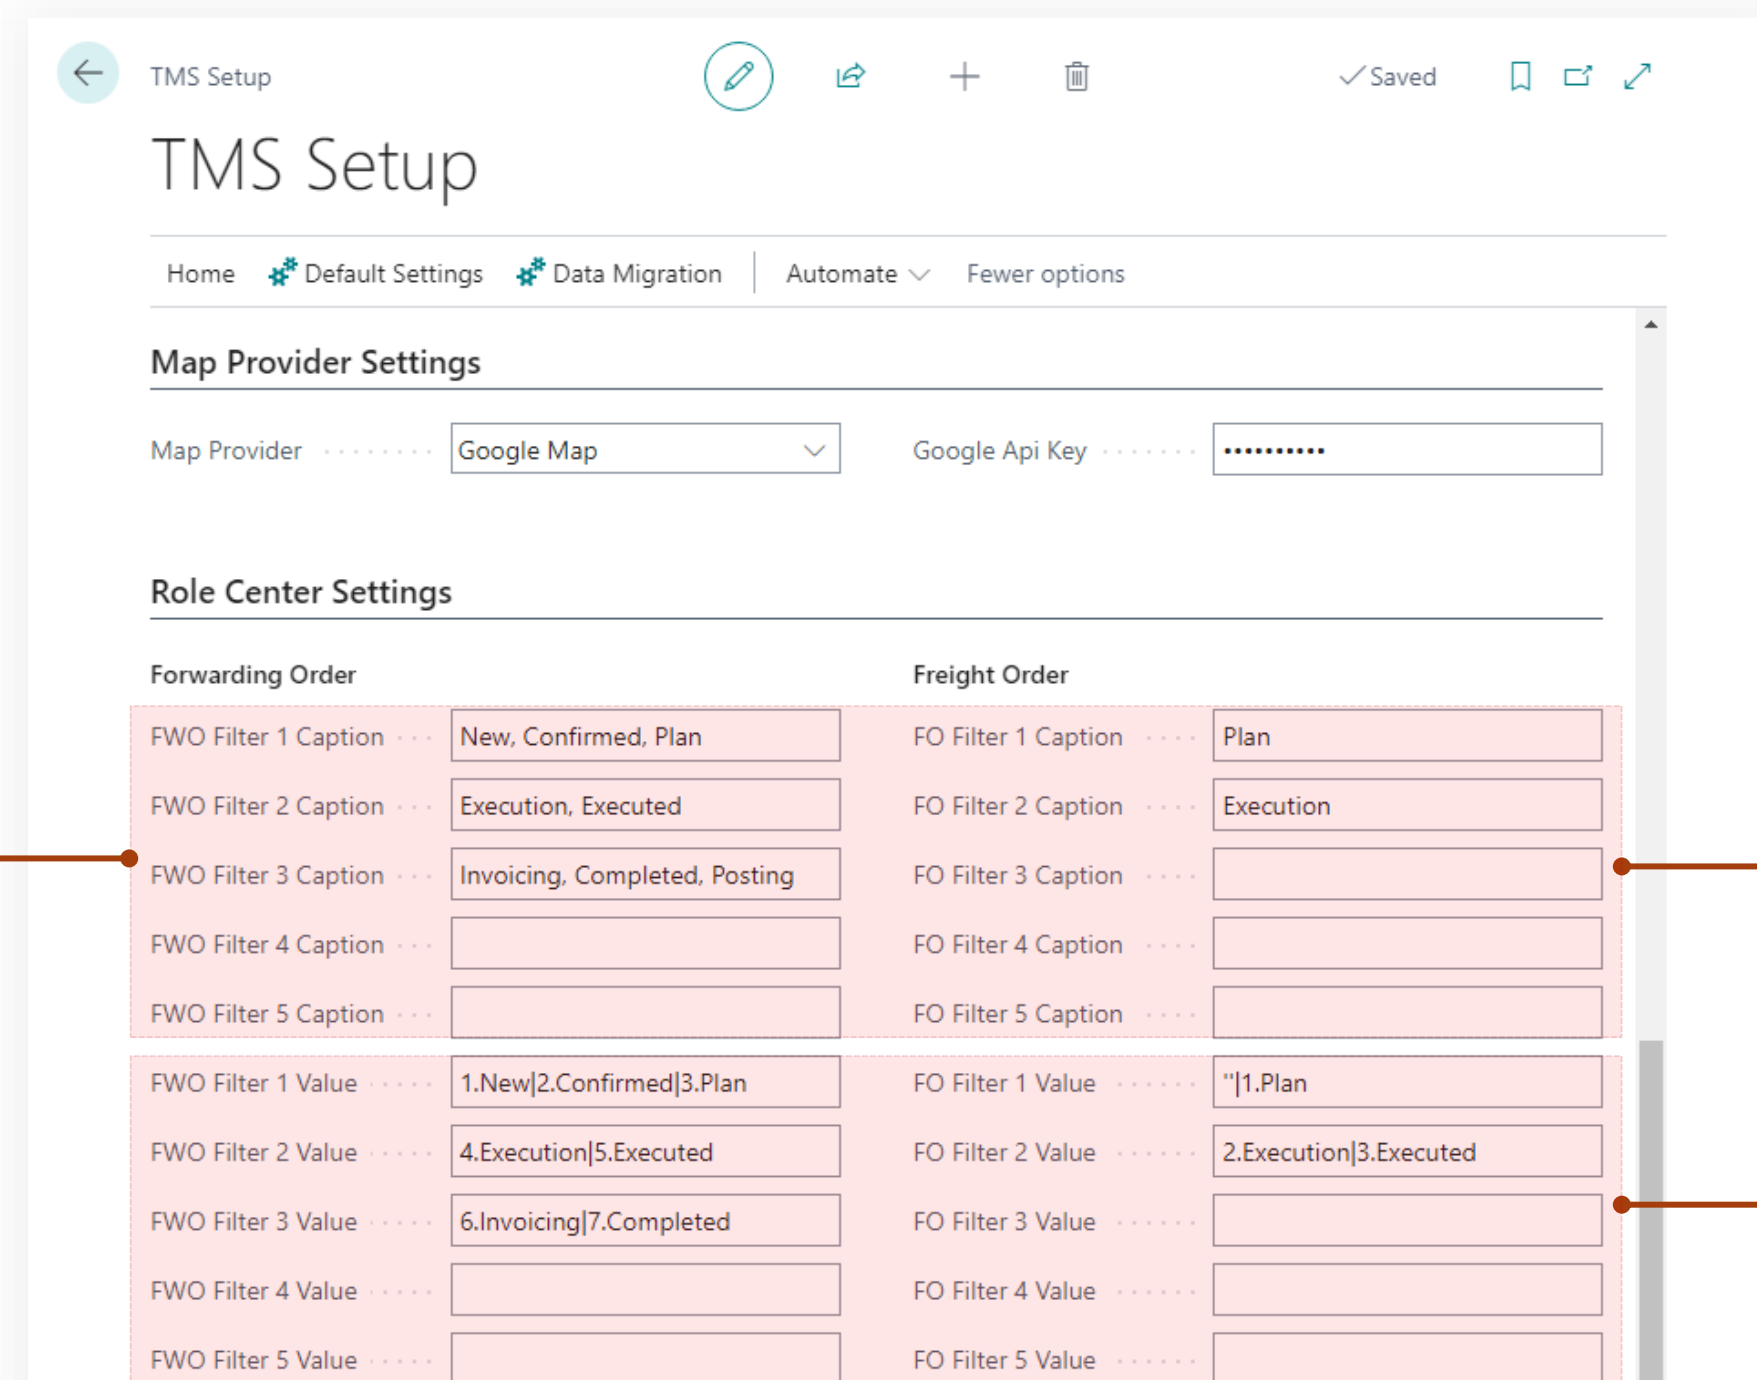 TMS Setup
Saved
TMS Setup
Home Default Settings Data Migration Automate Fewer options
Map Provider Settings
Map Provider Google Map Google Api Key ••••••••••
Role Center Settings
Forwarding Order Freight Order
FWO Filter 1 Caption New, Confirmed, Plan FO Filter 1 Caption Plan
FWO Filter 2 Caption Execution, Executed FO Filter 2 Caption Execution
FWO Filter 3 Caption Invoicing, Completed, Posting FO Filter 3 Caption
FWO Filter 4 Caption FO Filter 4 Caption
FWO Filter 5 Caption FO Filter 5 Caption
FWO Filter 1 Value 1.New|2.Confirmed|3.Plan FO Filter 1 Value ''|1.Plan
FWO Filter 2 Value 4.Execution|5.Executed FO Filter 2 Value 2.Execution|3.Executed
FWO Filter 3 Value 6.Invoicing|7.Completed FO Filter 3 Value
FWO Filter 4 Value FO Filter 4 Value
FWO Filter 5 Value FO Filter 5 Value